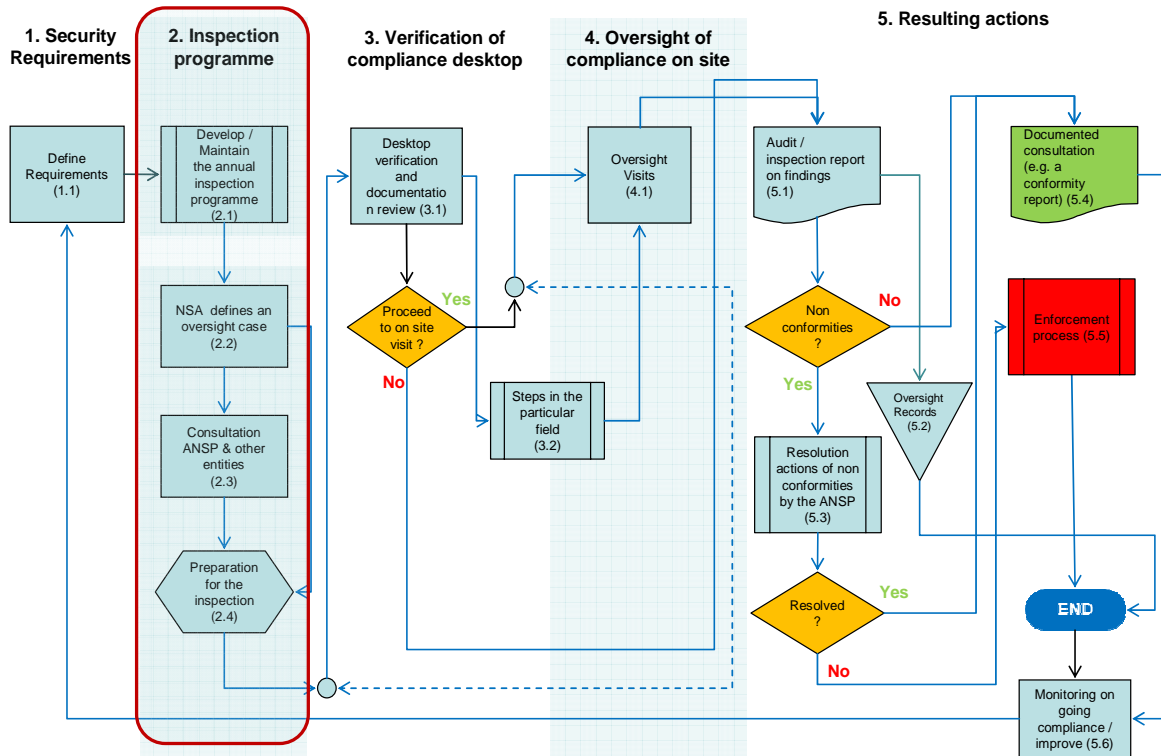 1. Security
Requirements
2. Inspection
programme
3. Verification of
compliance desktop
4. Oversight of
compliance on site
5. Resulting actions
Define
Requirements
(1.1)
Develop /
Maintain
the annual
inspection
programme
(2.1)
NSA defines an
oversight case
(2.2)
Consultation
ANSP & other
entities
(2.3)
Preparation
for the
inspection
(2.4)
Desktop
verification
and
documentatio
n review (3.1)
Proceed
to on site
visit ?
Yes
No
Steps in the
particular
field
(3.2)
Oversight
Visits
(4.1)
Audit /
inspection report
on findings
(5.1)
Non
conformities
?
No
Yes
Oversight
Records
(5.2)
Resolution
actions of non
conformities
by the ANSP
(5.3)
Resolved
?
Yes
No
Documented
consultation
(e.g. a
conformity
report) (5.4)
Enforcement
process (5.5)
END
Monitoring on
going
compliance /
improve (5.6)